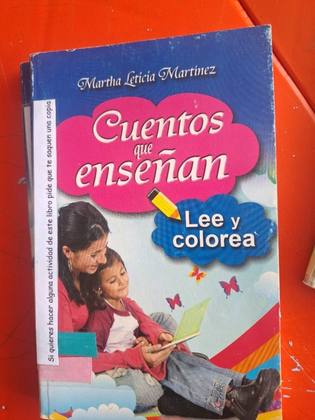 Martha Leticia Martínez
Cuentos
que
enseñan
Lee y
colorea
Si quieres hacer alguna actividad de este libro pide que te saquen una copia